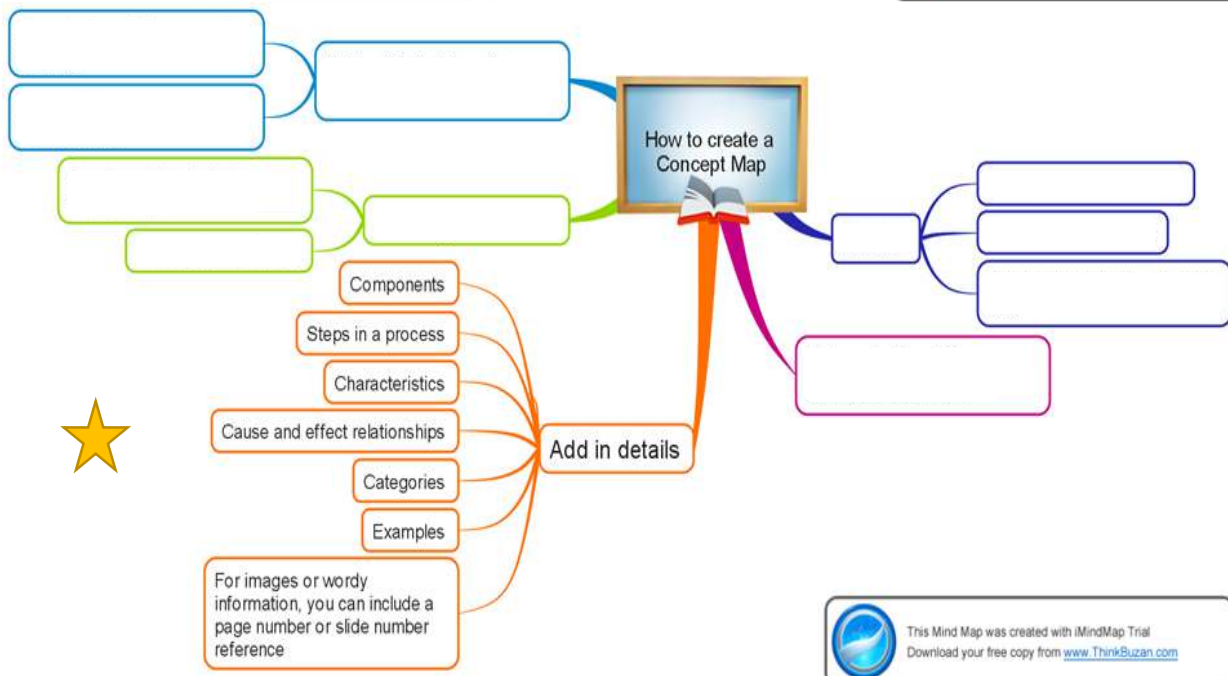 How to create a
Concept Map
Components
Steps in a process
Characteristics
Cause and effect relationships
Categories
Examples
For images or wordy
information, you can include a
page number or slide number
reference
Add in details
This Mind Map was created with iMindMap Trial
Download your free copy from www.ThinkBuzan.com